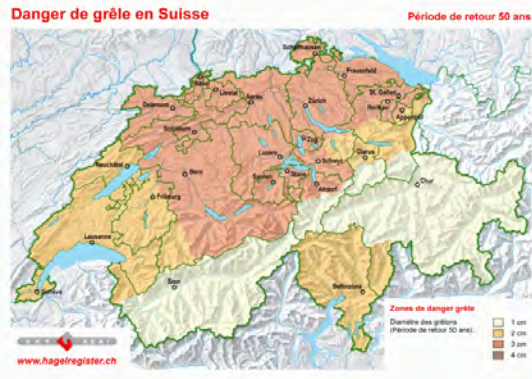 Danger de grêle en Suisse
Période de retour 50 ans
Schaffhausen
Basel
Liestal
Aarau
Frauenfeld
Delémont
Zürich
St. Gallen
Herisau
Appenzell
Solothurn
Zug
Luzern
Schwyz
Glarus
Neuchâtel
Bern
Sarnen
Stans
Altdorf
Chur
Fribourg
Lausanne
Sion
Bellinzona
Genève
Zones de danger grêle
Diamètre des grêlons
(Période de retour 50 ans).
1 cm
2 cm
3 cm
4 cm
VKF AEAI
www.hagelregister.ch